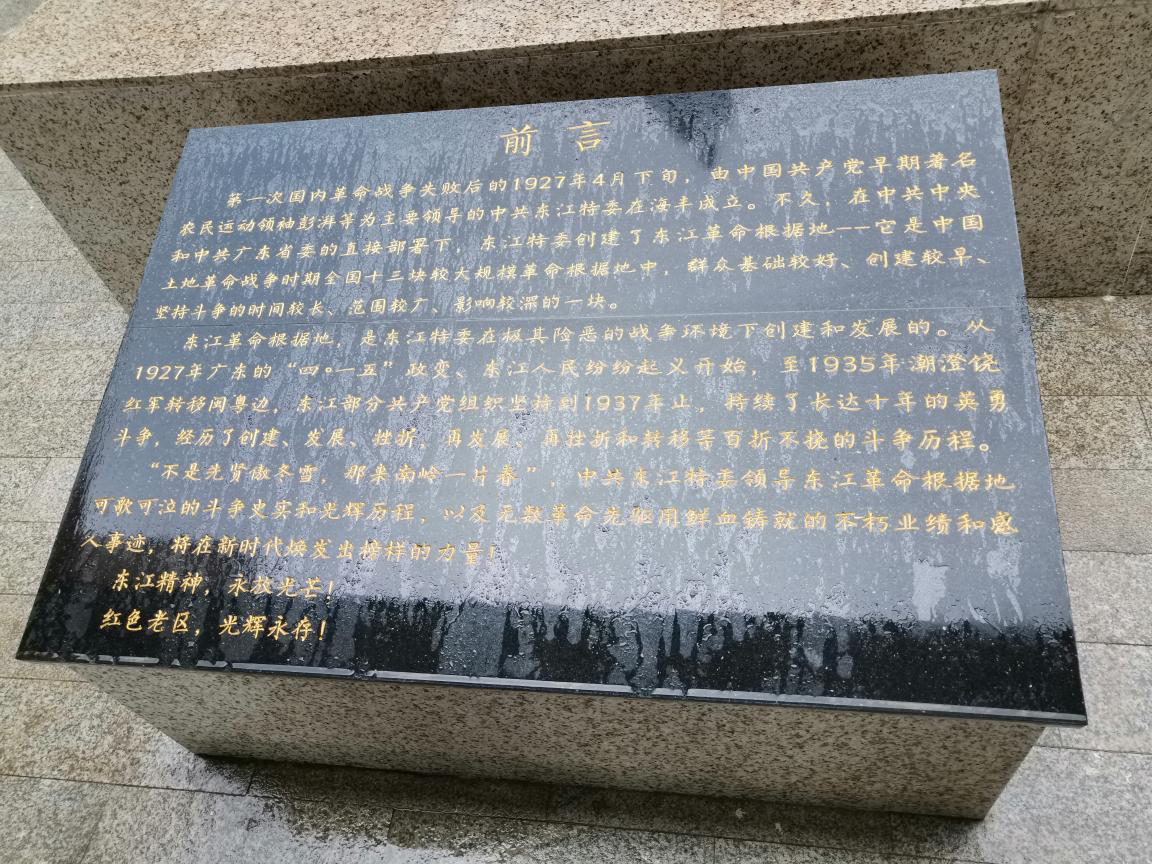 前言
第一次国内革命战争失败后的1927年4月下旬，由中国共产党早期著名
农民运动领袖彭湃等为主要领导的中共东江特委在海丰成立。不久，在中共中央
和中共广东省委的直接部署下，东江特委创建了东江革命根据地——它是中国
土地革命战争时期全国十三块较大规模革命根据地中，群众基础较好、创建较早、
坚持斗争的时间较长、范围较广、影响较深的一块。
东江革命根据地，是东江特委在极其险恶的战争环境下创建和发展的。从
1927年广东的“四•一五”政变、东江人民纷纷起义开始，至1935年潮澄饶
红军转移闽粤边，东江部分共产党组织坚持到1937年止，持续了长达十年的英勇
斗争，经历了创建、发展、挫折，再发展、再挫折和转移等百折不挠的斗争历程。
“不是先贤傲冬雪，那来南岭一片春”，中共东江特委领导东江革命根据地
可歌可泣的斗争史实和光辉历程，以及无数革命先驱用鲜血铸就的不朽业绩和感
人事迹，将在新时代焕发出榜样的力量！
东江精神，永放光芒！
红色老区，光辉永存！